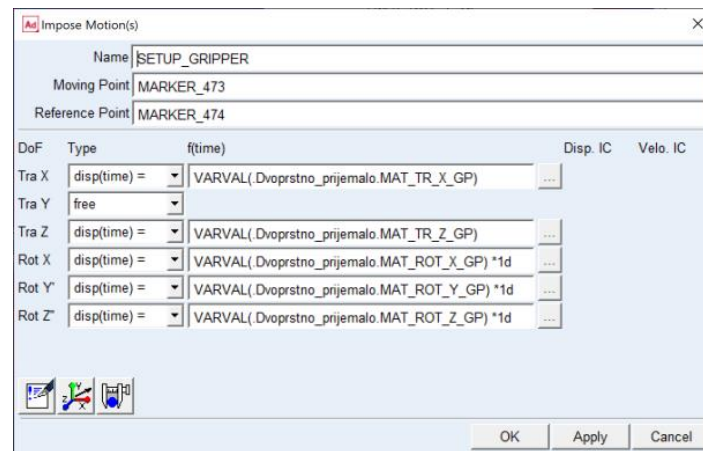 Ad Impose Motion(s)
Name SETUP_GRIPPER
Moving Point MARKER_473
Reference Point MARKER_474
DoF Type f(time) Disp. IC Velo. IC
Tra X disp(time) = VARVAL(.Dvoprstno_prijemalo.MAT_TR_X_GP) ...
Tra Y free
Tra Z disp(time) = VARVAL(.Dvoprstno_prijemalo.MAT_TR_Z_GP) ...
Rot X disp(time) = VARVAL(.Dvoprstno_prijemalo.MAT_ROT_X_GP) *1d ...
Rot Y' disp(time) = VARVAL(.Dvoprstno_prijemalo.MAT_ROT_Y_GP) *1d ...
Rot Z" disp(time) = VARVAL(.Dvoprstno_prijemalo.MAT_ROT_Z_GP) *1d ...
Z Y X
OK Apply Cancel